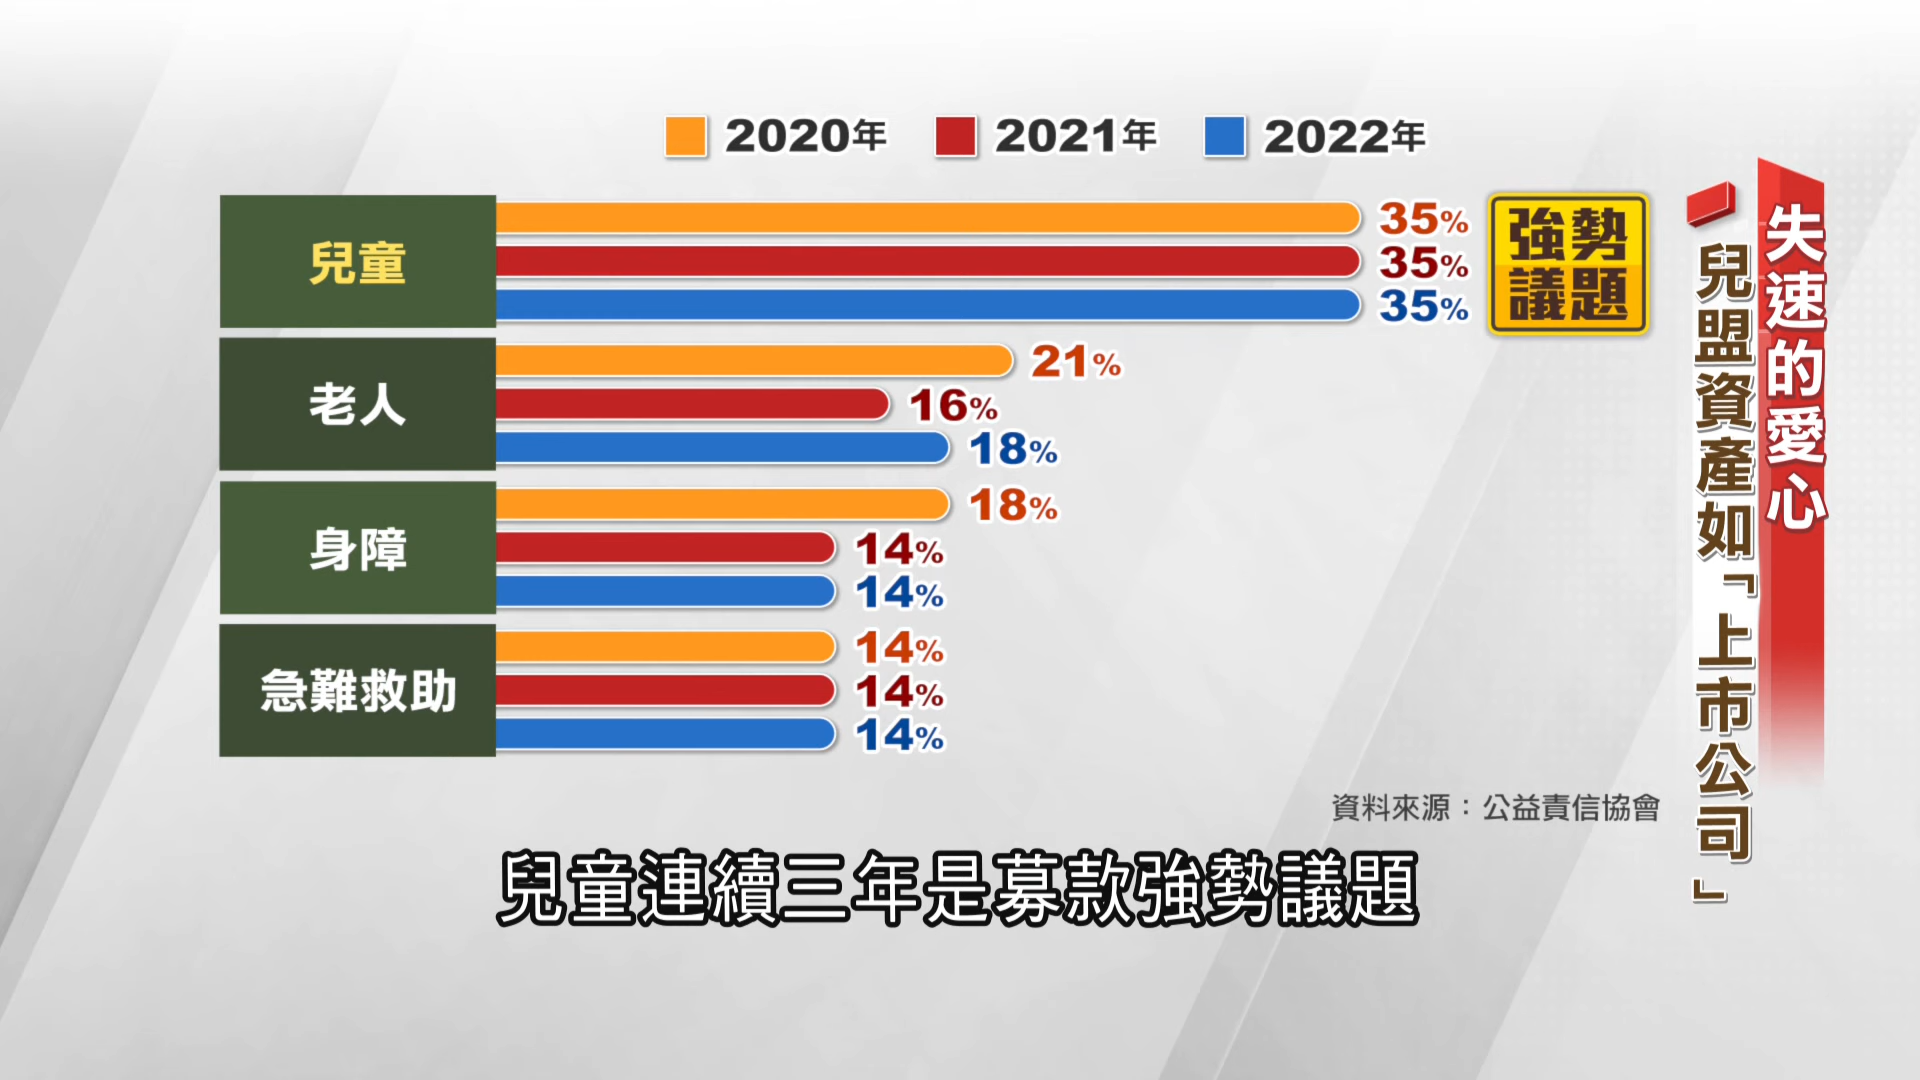 2020年 2021年 2022年
兒童
35%
35%
35%
強勢
議題
老人
21%
16%
18%
身障
18%
14%
14%
急難救助
14%
14%
14%
資料來源：公益責信協會
失速的愛心
兒盟資產如「上市公司」
兒童連續三年是募款強勢議題